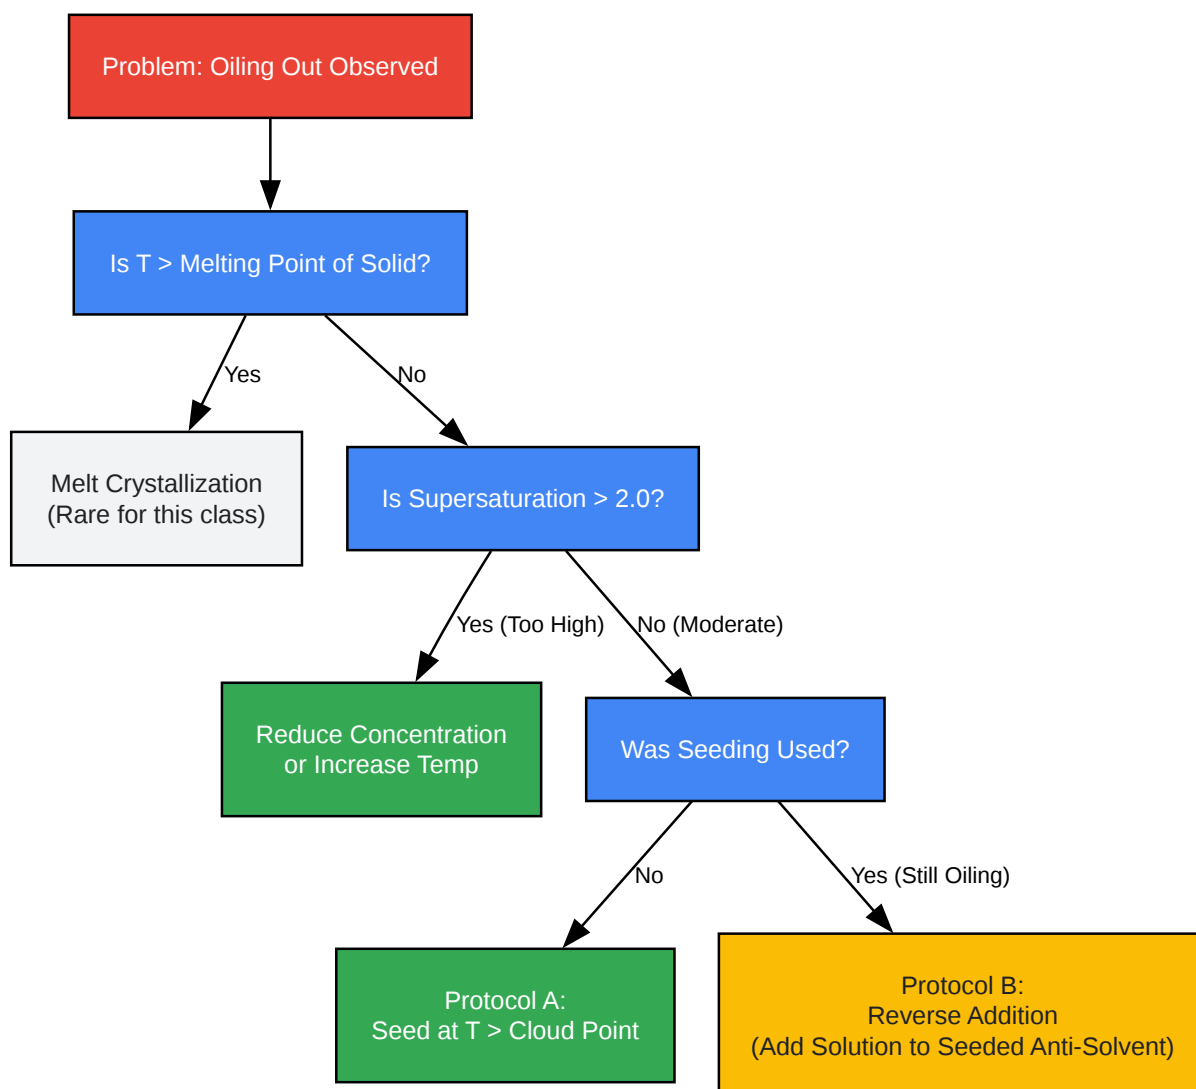 Problem: Oiling Out Observed
Is T > Melting Point of Solid?
Yes
No
Melt Crystallization
(Rare for this class)
Is Supersaturation > 2.0?
Yes (Too High)
No (Moderate)
Reduce Concentration
or Increase Temp
Was Seeding Used?
No
Yes (Still Oiling)
Protocol A:
Seed at T > Cloud Point
Protocol B:
Reverse Addition
(Add Solution to Seeded Anti-Solvent)